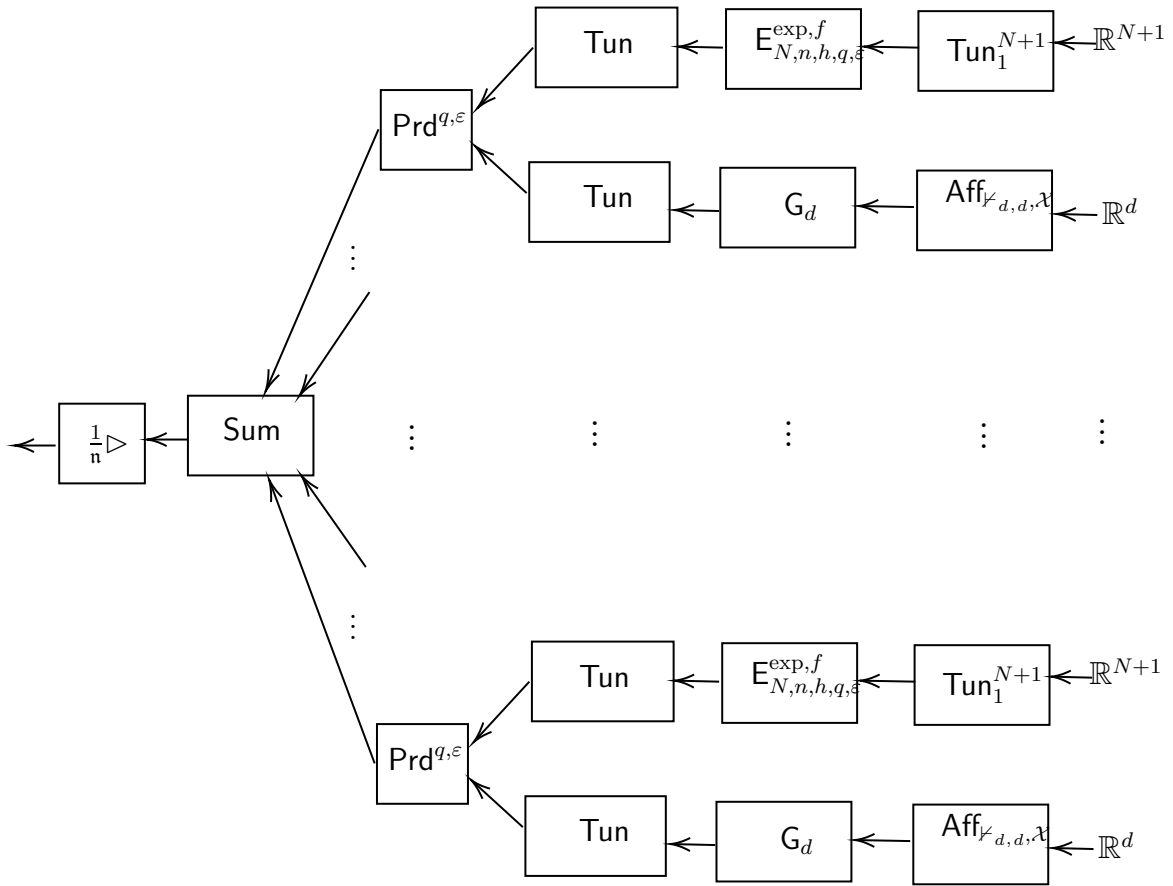 Tun E^{exp,f}_{N,n,h,q,ε} Tun^{N+1}_1 ℝ^{N+1}
Prd^{q,ε}
Tun G_d Aff_{⊬_{d,d},χ} ℝ^d
⋮
1/𝔫 ▷ Sum ⋮ ⋮ ⋮ ⋮ ⋮
⋮
Tun E^{exp,f}_{N,n,h,q,ε} Tun^{N+1}_1 ℝ^{N+1}
Prd^{q,ε}
Tun G_d Aff_{⊬_{d,d},χ} ℝ^d